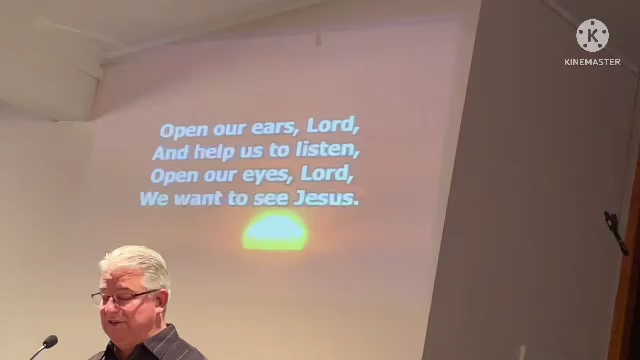 Open our ears, Lord,
And help us to listen,
Open our eyes, Lord,
We want to see Jesus.
K
KINEMASTER